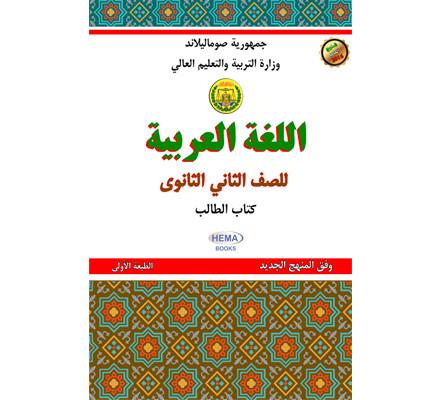 جمهورية صوماليلاند
وزارة التربية والتعليم العالي
اللغة العربية
للصف الثاني الثانوى
كتاب الطالب
HEMA
BOOKS
وفق المنهج الجديد
الطبعة الاولى